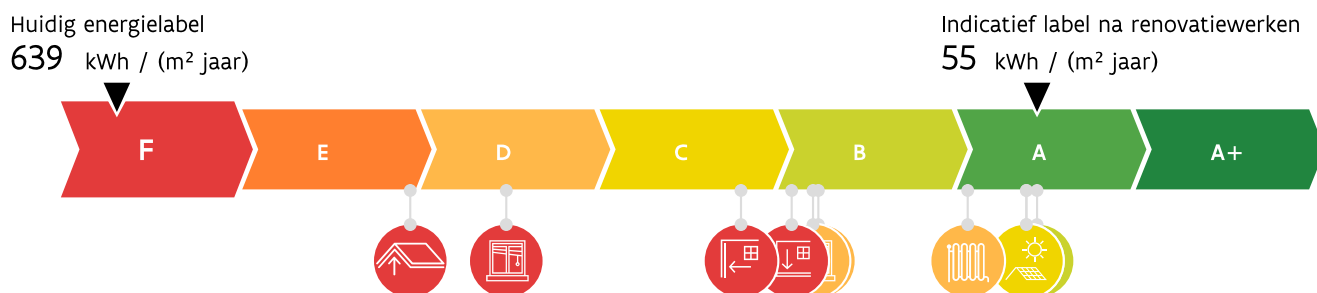 Huidig energielabel
639 kWh / (m² jaar)
Indicatief label na renovatiewerken
55 kWh / (m² jaar)
F E D C B A A+